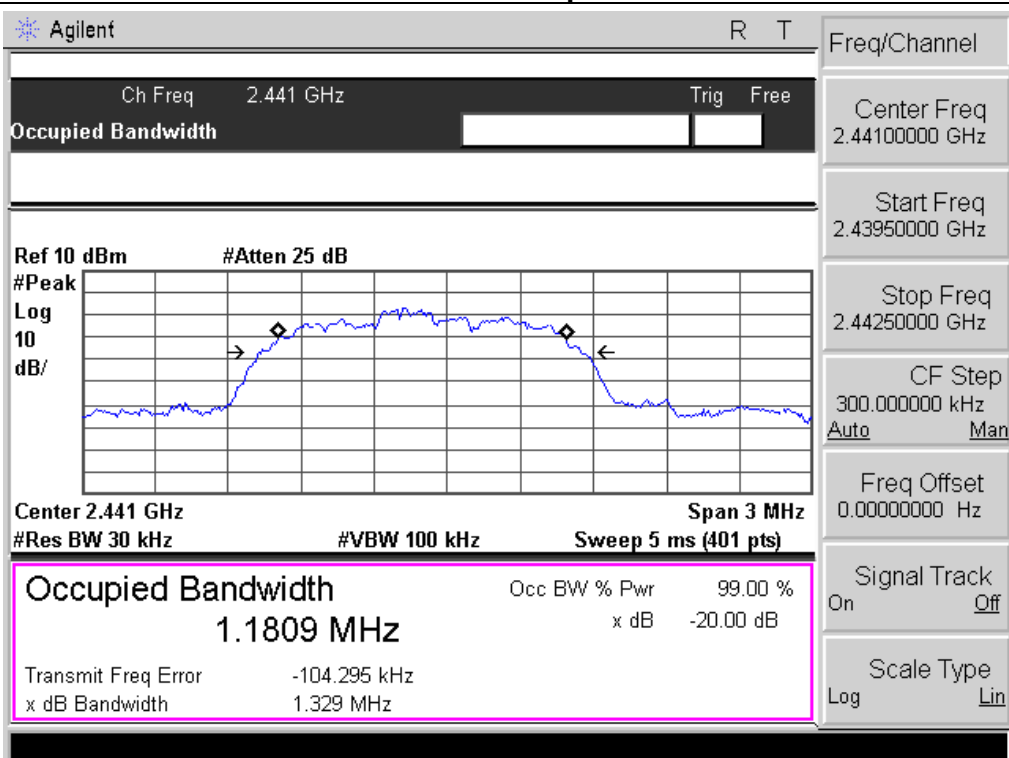 Agilent R T
Ch Freq 2.441 GHz Trig Free
Occupied Bandwidth
Ref 10 dBm #Atten 25 dB
#Peak
Log
10
dB/
Center 2.441 GHz Span 3 MHz
#Res BW 30 kHz #VBW 100 kHz Sweep 5 ms (401 pts)
Occupied Bandwidth
1.1809 MHz
Occ BW % Pwr 99.00 %
x dB -20.00 dB
Transmit Freq Error -104.295 kHz
x dB Bandwidth 1.329 MHz
Freq/Channel
Center Freq
2.44100000 GHz
Start Freq
2.43950000 GHz
Stop Freq
2.44250000 GHz
CF Step
300.000000 kHz
Auto Man
Freq Offset
0.00000000 Hz
Signal Track
On Off
Scale Type
Log Lin